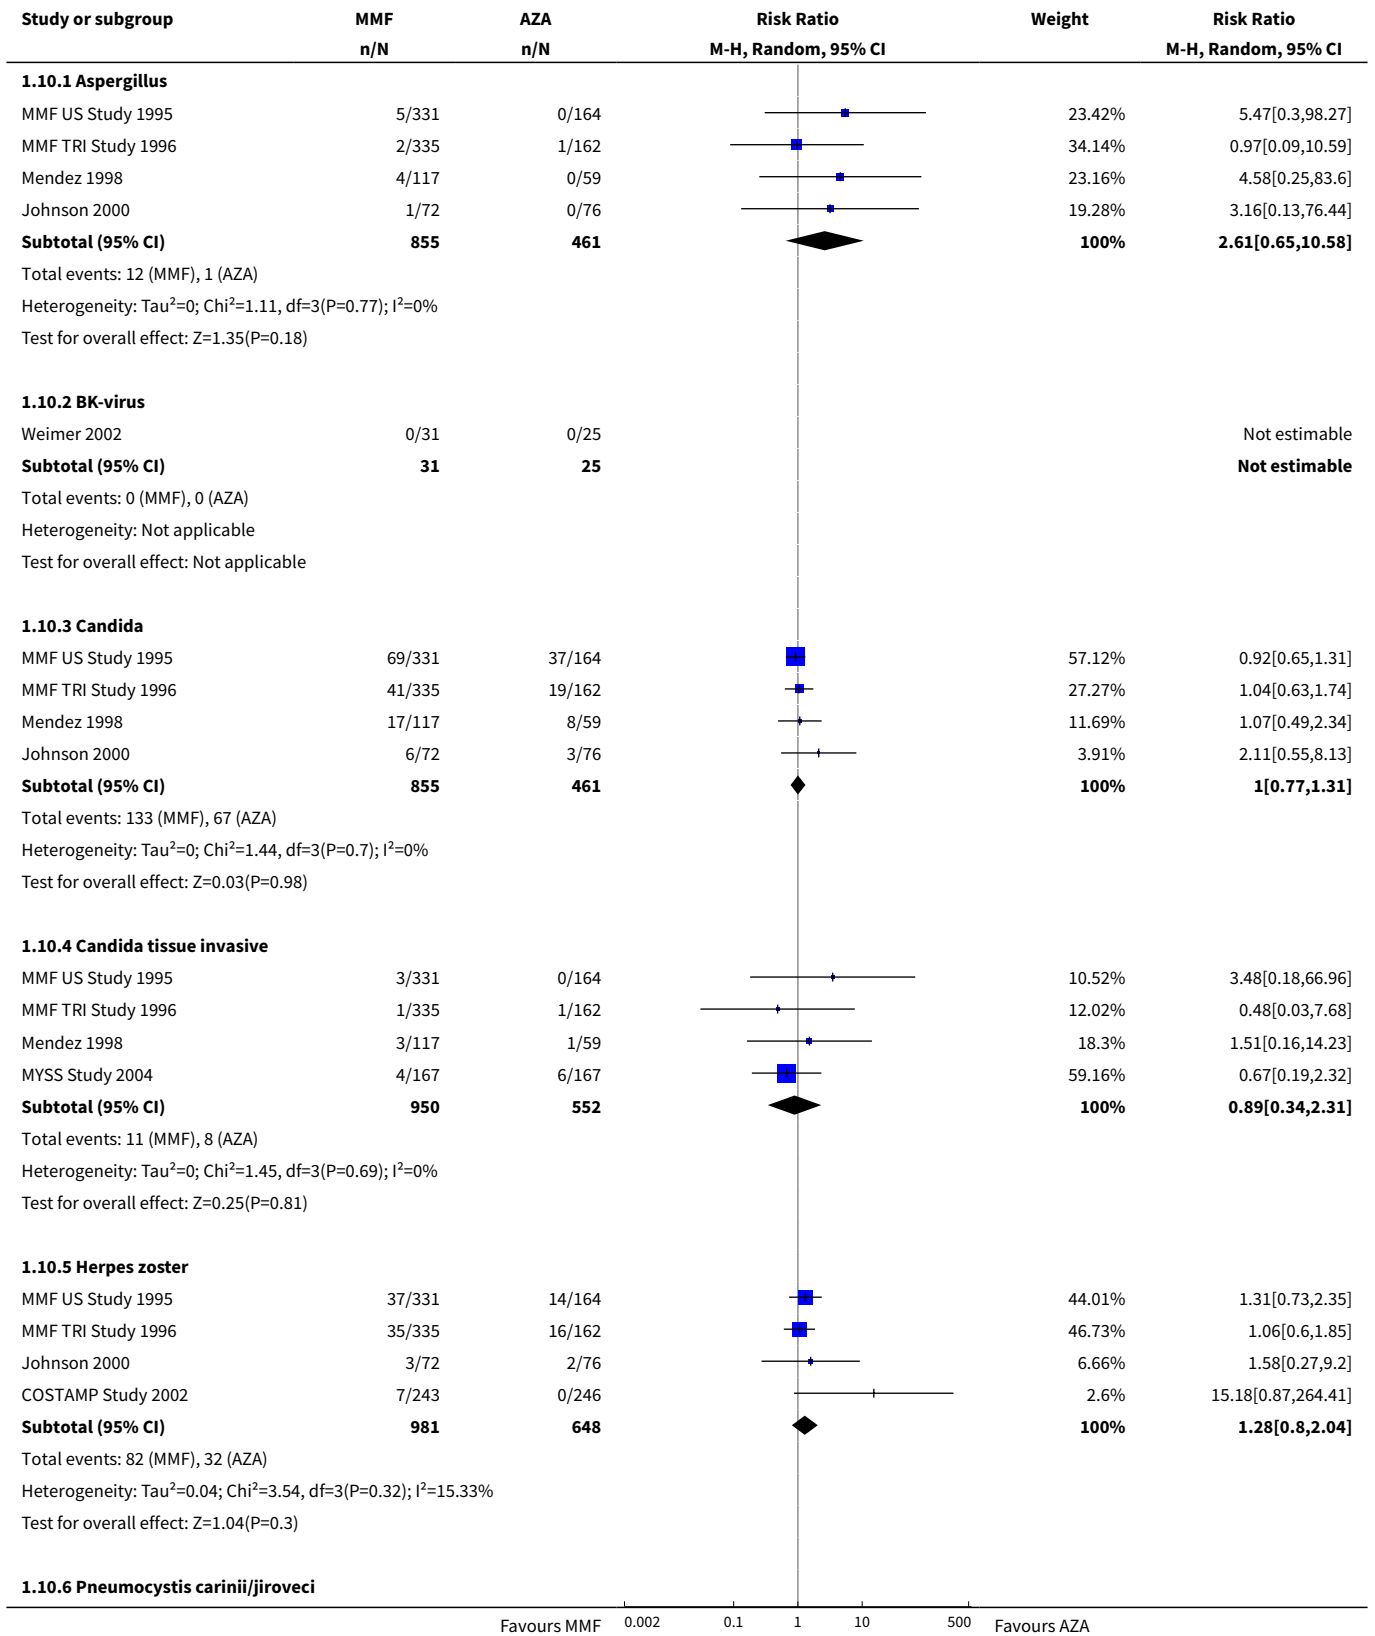 Study or subgroup MMF AZA Risk Ratio Weight Risk Ratio
n/N n/N M-H, Random, 95% CI M-H, Random, 95% CI
1.10.1 Aspergillus
MMF US Study 1995 5/331 0/164 23.42% 5.47[0.3,98.27]
MMF TRI Study 1996 2/335 1/162 34.14% 0.97[0.09,10.59]
Mendez 1998 4/117 0/59 23.16% 4.58[0.25,83.6]
Johnson 2000 1/72 0/76 19.28% 3.16[0.13,76.44]
Subtotal (95% CI) 855 461 100% 2.61[0.65,10.58]
Total events: 12 (MMF), 1 (AZA)
Heterogeneity: Tau²=0; Chi²=1.11, df=3(P=0.77); I²=0%
Test for overall effect: Z=1.35(P=0.18)
1.10.2 BK-virus
Weimer 2002 0/31 0/25 Not estimable
Subtotal (95% CI) 31 25 Not estimable
Total events: 0 (MMF), 0 (AZA)
Heterogeneity: Not applicable
Test for overall effect: Not applicable
1.10.3 Candida
MMF US Study 1995 69/331 37/164 57.12% 0.92[0.65,1.31]
MMF TRI Study 1996 41/335 19/162 27.27% 1.04[0.63,1.74]
Mendez 1998 17/117 8/59 11.69% 1.07[0.49,2.34]
Johnson 2000 6/72 3/76 3.91% 2.11[0.55,8.13]
Subtotal (95% CI) 855 461 100% 1[0.77,1.31]
Total events: 133 (MMF), 67 (AZA)
Heterogeneity: Tau²=0; Chi²=1.44, df=3(P=0.7); I²=0%
Test for overall effect: Z=0.03(P=0.98)
1.10.4 Candida tissue invasive
MMF US Study 1995 3/331 0/164 10.52% 3.48[0.18,66.96]
MMF TRI Study 1996 1/335 1/162 12.02% 0.48[0.03,7.68]
Mendez 1998 3/117 1/59 18.3% 1.51[0.16,14.23]
MYSS Study 2004 4/167 6/167 59.16% 0.67[0.19,2.32]
Subtotal (95% CI) 950 552 100% 0.89[0.34,2.31]
Total events: 11 (MMF), 8 (AZA)
Heterogeneity: Tau²=0; Chi²=1.45, df=3(P=0.69); I²=0%
Test for overall effect: Z=0.25(P=0.81)
1.10.5 Herpes zoster
MMF US Study 1995 37/331 14/164 44.01% 1.31[0.73,2.35]
MMF TRI Study 1996 35/335 16/162 46.73% 1.06[0.6,1.85]
Johnson 2000 3/72 2/76 6.66% 1.58[0.27,9.2]
COSTAMP Study 2002 7/243 0/246 2.6% 15.18[0.87,264.41]
Subtotal (95% CI) 981 648 100% 1.28[0.8,2.04]
Total events: 82 (MMF), 32 (AZA)
Heterogeneity: Tau²=0.04; Chi²=3.54, df=3(P=0.32); I²=15.33%
Test for overall effect: Z=1.04(P=0.3)
1.10.6 Pneumocystis carinii/jiroveci
Favours MMF 0.002 0.1 1 10 500 Favours AZA